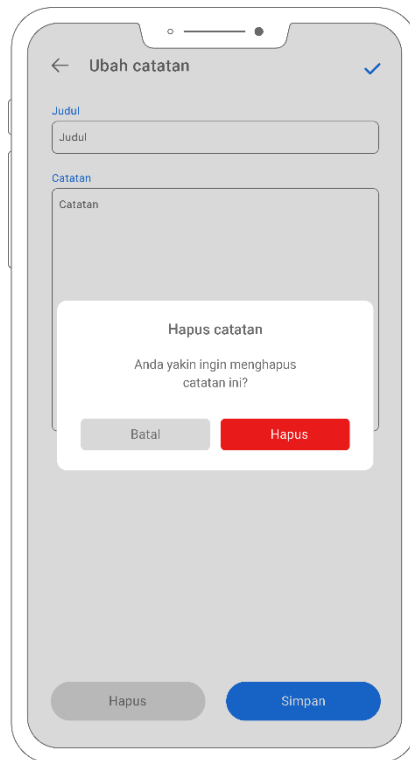 Ubah catatan
Judul
Judul
Catatan
Catatan
Hapus catatan
Anda yakin ingin menghapus
catatan ini?
Batal
Hapus
Hapus
Simpan